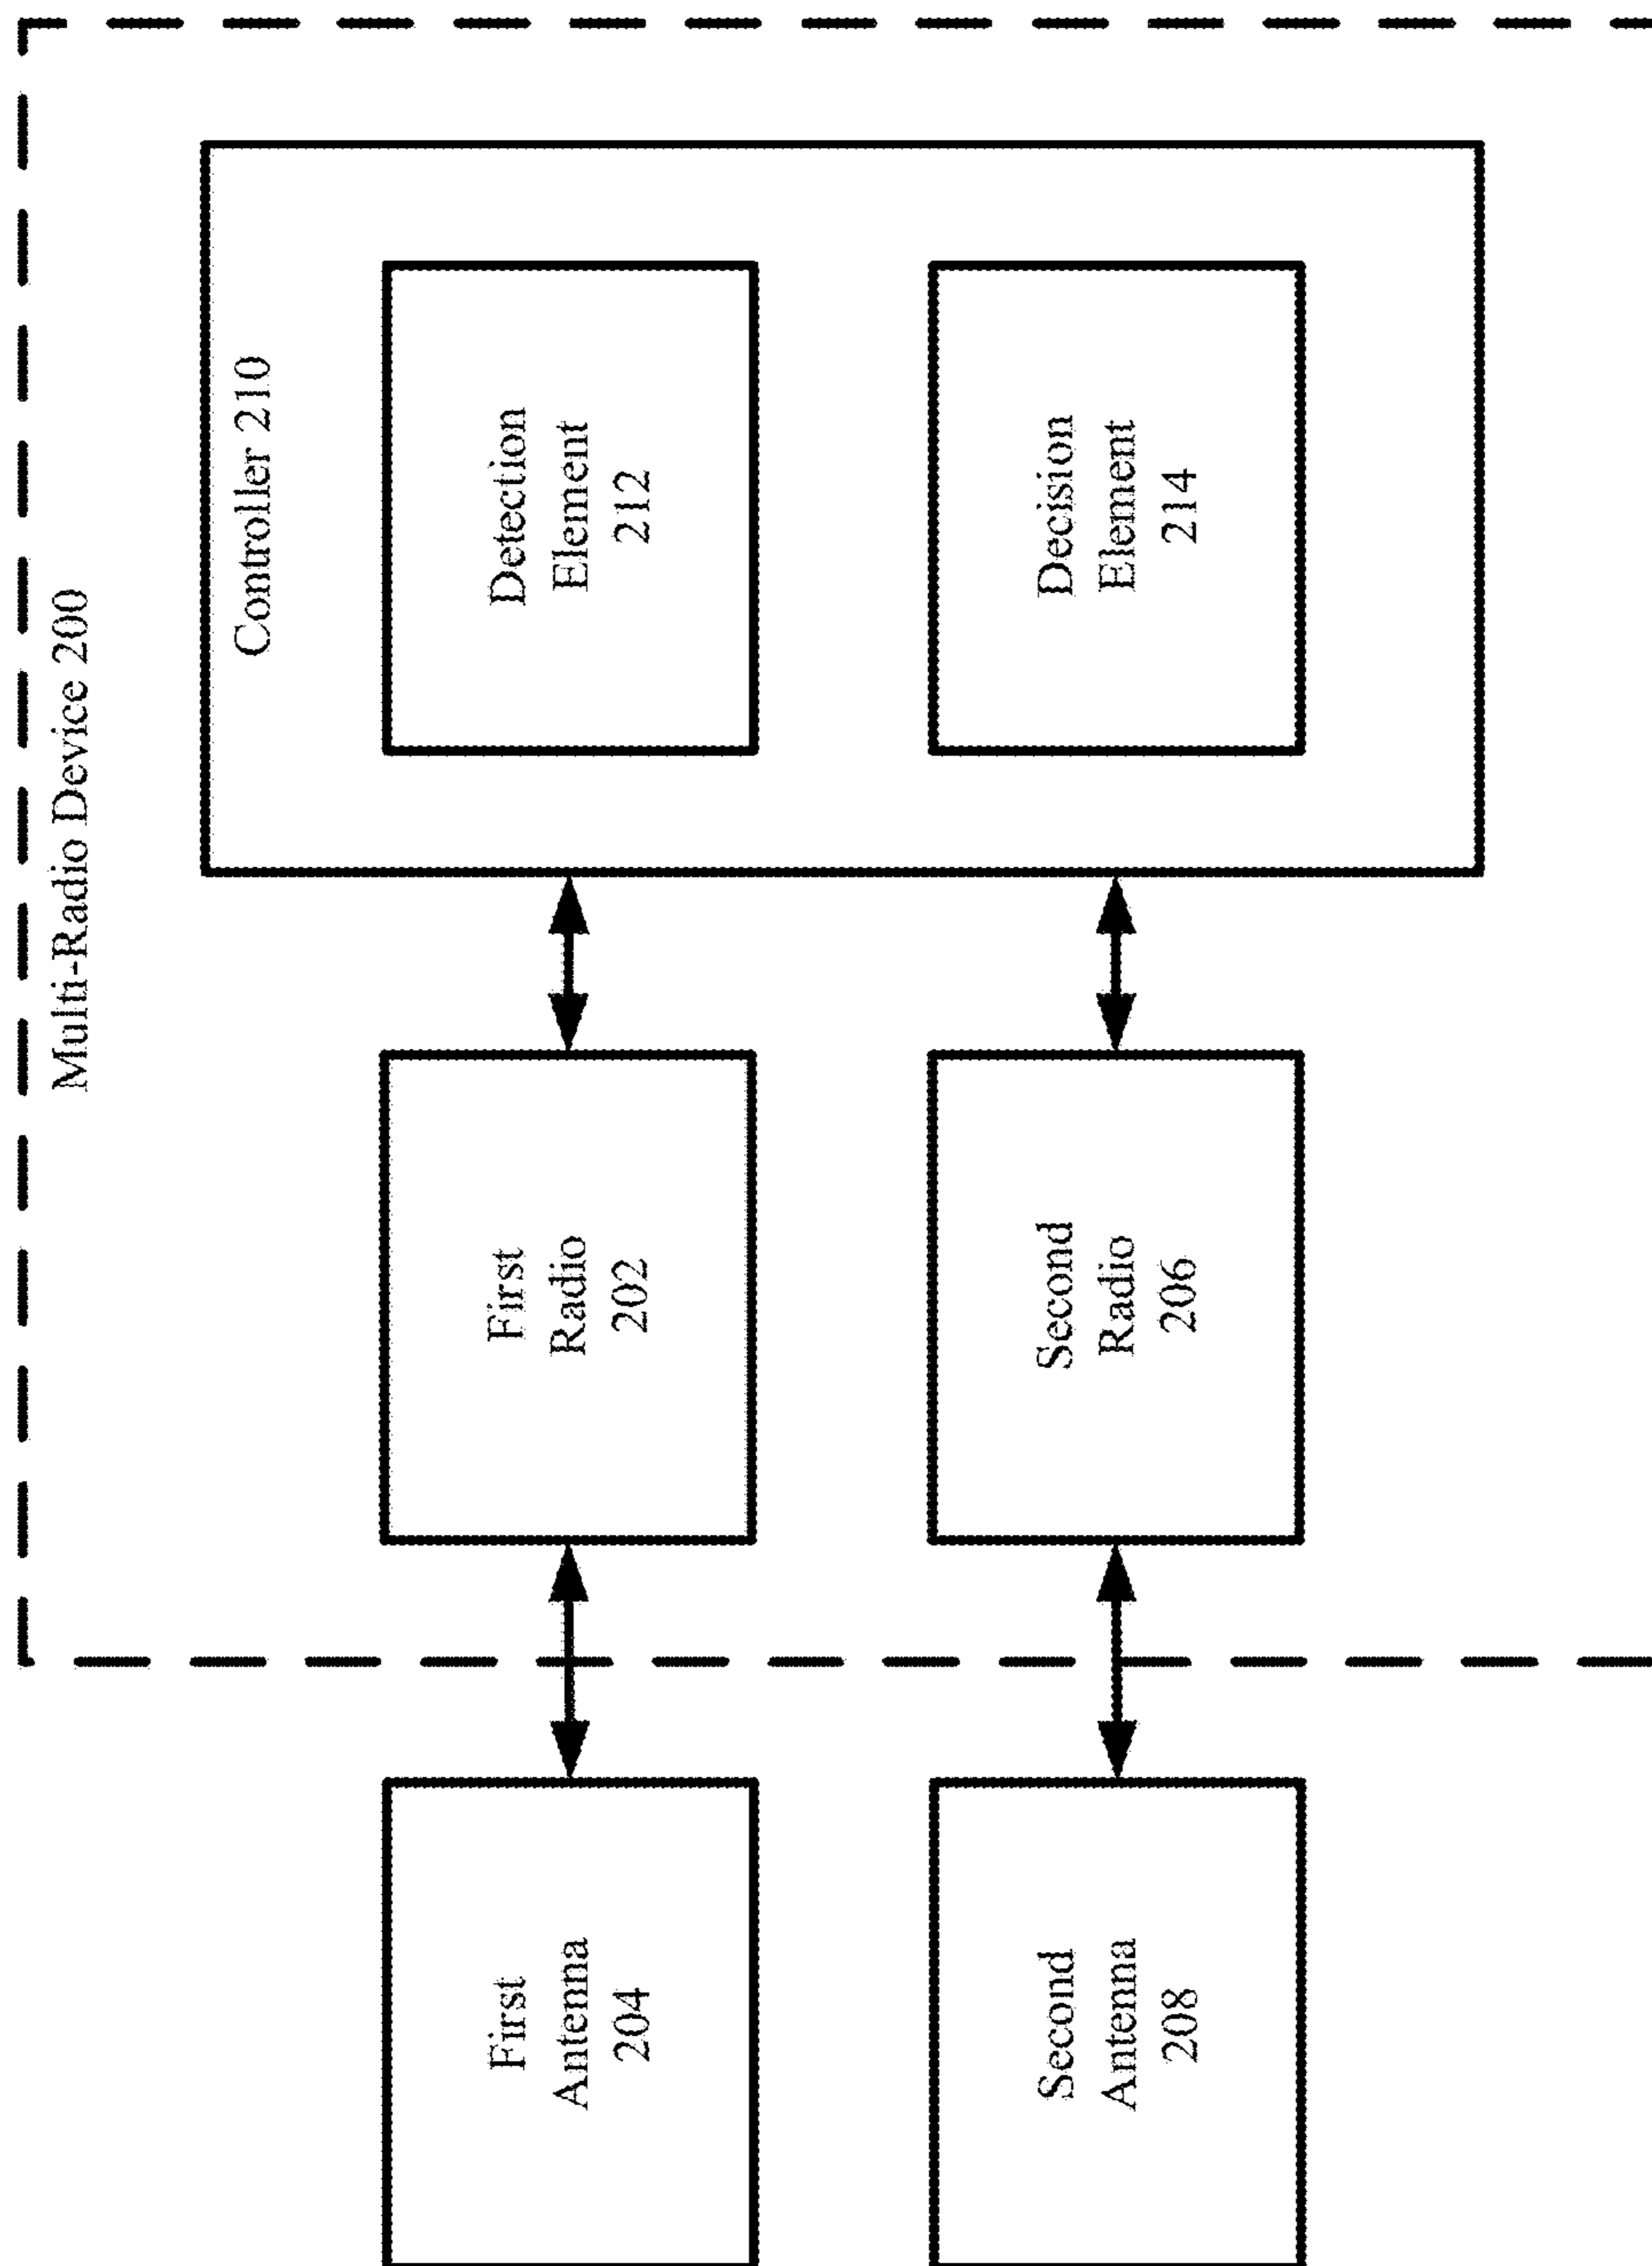 Multi-Radio Device 200
Controller 210
First
Antenna
204
First
Radio
202
Detection
Element
212
Second
Antenna
208
Second
Radio
206
Decision
Element
214